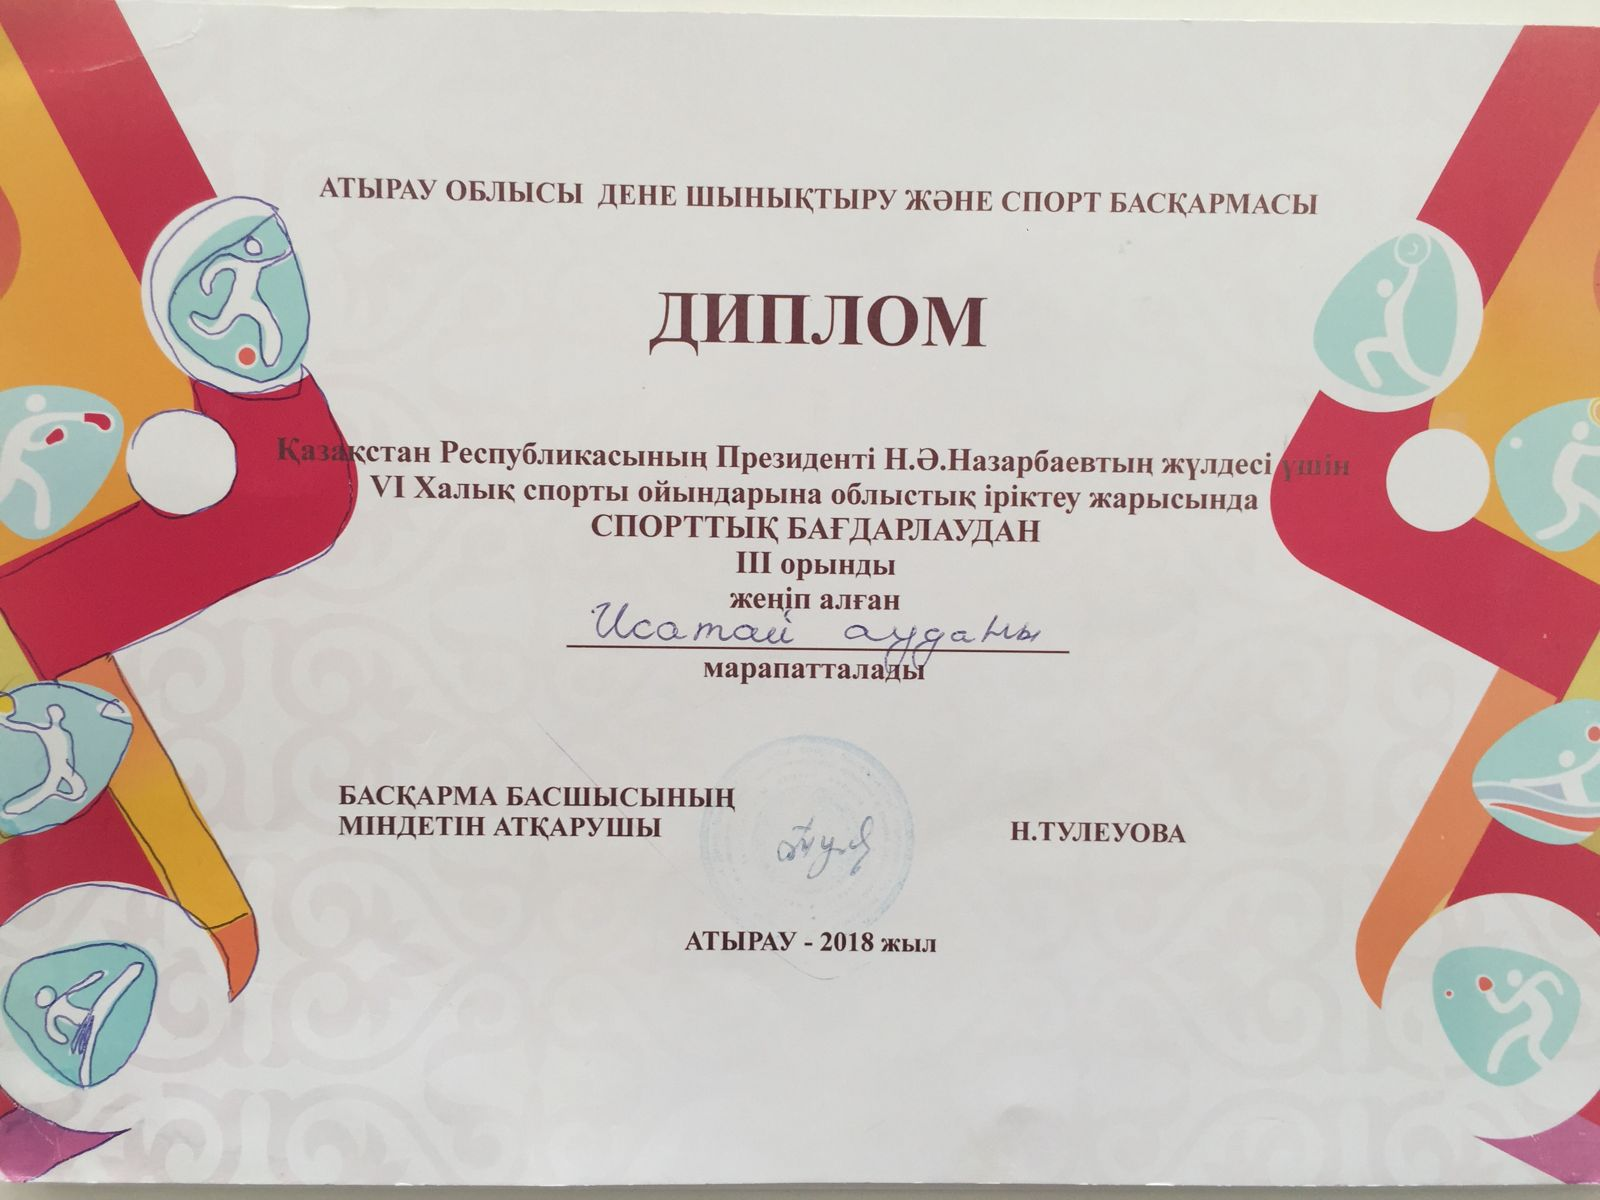 АТЫРАУ ОБЛЫСЫ ДЕНЕ ШЫНЫҚТЫРУ ЖӘНЕ СПОРТ БАСҚАРМАСЫ
ДИПЛОМ
Қазақстан Республикасының Президенті Н.Ә.Назарбаевтың жүлдесі үшін
VI Халық спорты ойындарына облыстық іріктеу жарысында
СПОРТТЫҚ БАҒДАРЛАУДАН
III орынды
жеңіп алған
Исатай ауданы
марапатталады
БАСҚАРМА БАСШЫСЫНЫҢ
МІНДЕТІН АТҚАРУШЫ
Н.ТУЛЕУОВА
АТЫРАУ - 2018 жыл